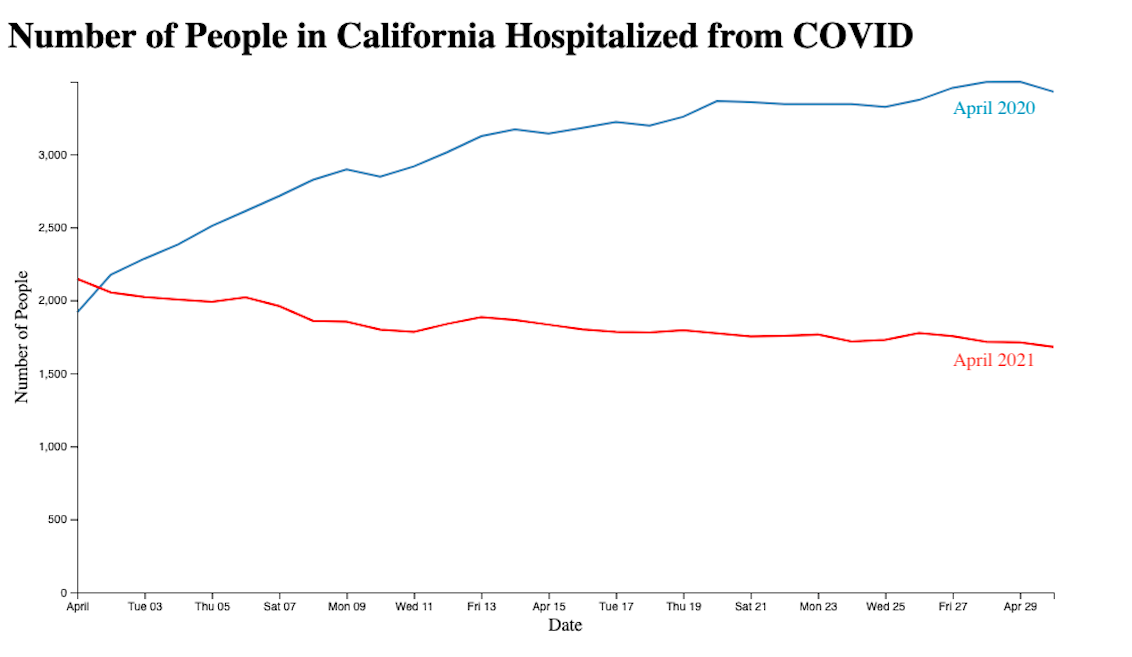 Number of People in California Hospitalized from COVID
April 2020
3,000
2,500
2,000
1,500
April 2021
1,000
500
0
Number of People
April Tue 03 Thu 05 Sat 07 Mon 09 Wed 11 Fri 13 Apr 15 Tue 17 Thu 19 Sat 21 Mon 23 Wed 25 Fri 27 Apr 29
Date